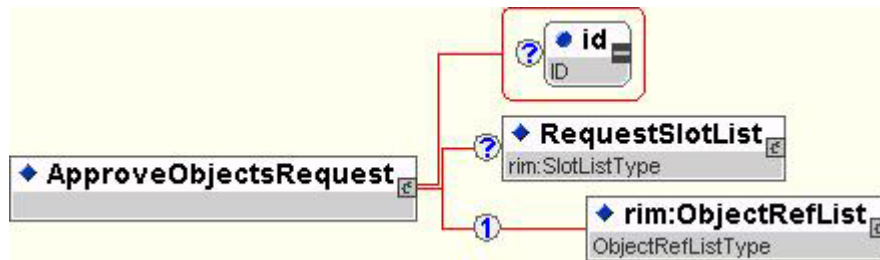 ? id
ID
? RequestSlotList
rim:SlotListType
ApproveObjectsRequest
1 rim:ObjectRefList
ObjectRefListType